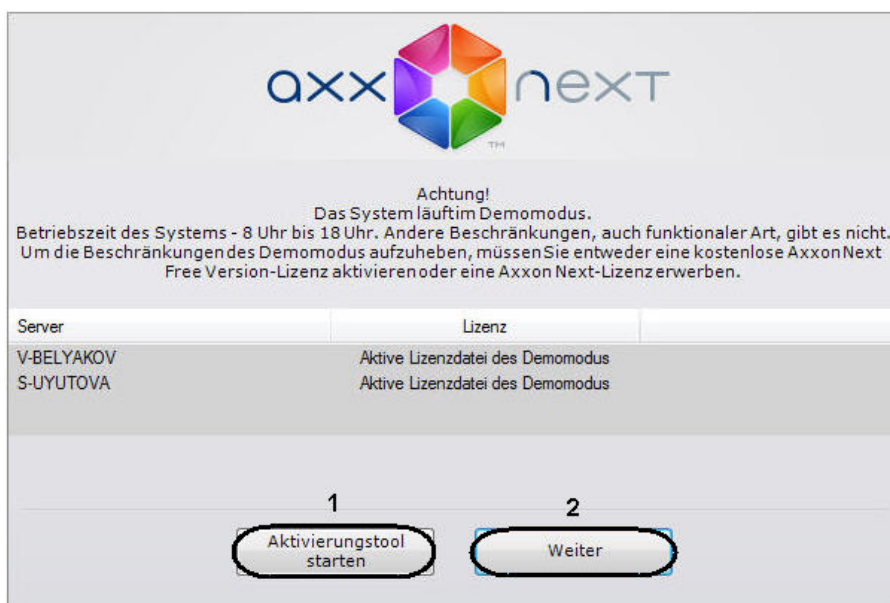 axxnext
TM
Achtung!
Das System läuft im Demomodus.
Betriebszeit des Systems - 8 Uhr bis 18 Uhr. Andere Beschränkungen, auch funktionaler Art, gibt es nicht.
Um die Beschränkungen des Demomodus aufzuheben, müssen Sie entweder eine kostenlose Axxon Next
Free Version-Lizenz aktivieren oder eine Axxon Next-Lizenz erwerben.
Server Lizenz
V-BELYAKOV Aktive Lizenzdatei des Demomodus
S-UYUTOVA Aktive Lizenzdatei des Demomodus
1 2
Aktivierungstool
starten
Weiter